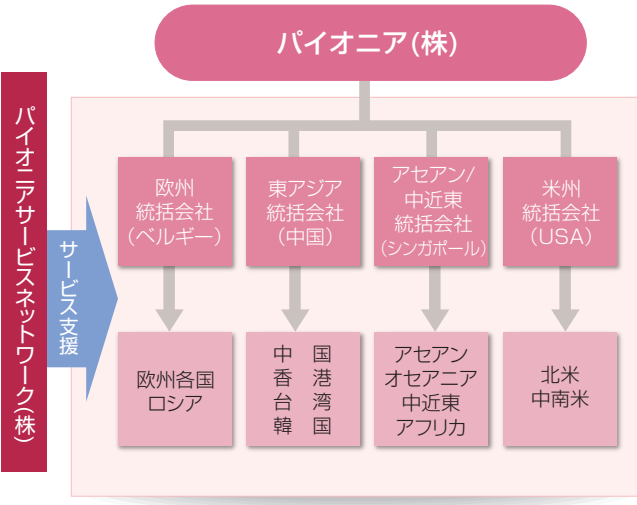 パイオニア(株)
パイオニアサービスネットワーク(株)
サービス支援
欧州
統括会社
(ベルギー)
東アジア
統括会社
(中国)
アセアン/
中近東
統括会社
(シンガポール)
米州
統括会社
(USA)
欧州各国
ロシア
中　国
香　港
台　湾
韓　国
アセアン
オセアニア
中近東
アフリカ
北米
中南米